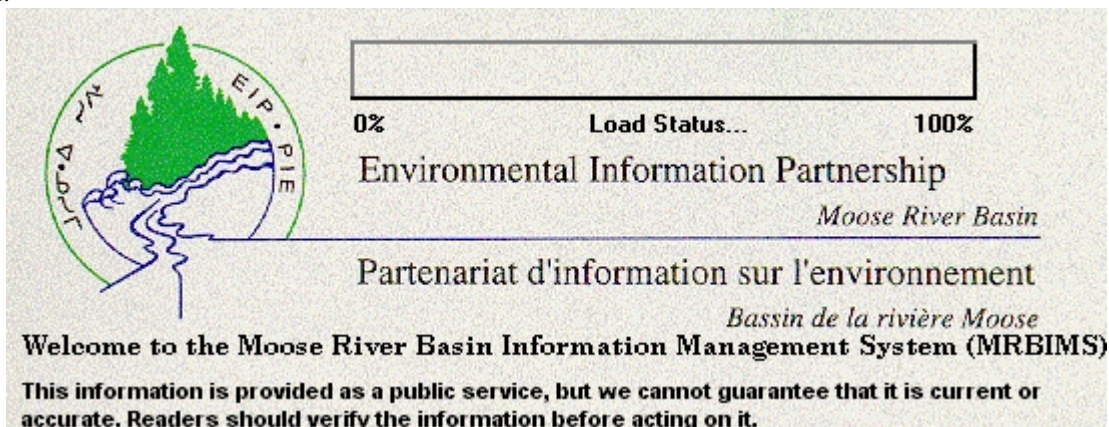 EIP • PIE
0% Load Status... 100%
Environmental Information Partnership
Moose River Basin
Partenariat d'information sur l'environnement
Bassin de la rivière Moose
Welcome to the Moose River Basin Information Management System (MRBIMS)
This information is provided as a public service, but we cannot guarantee that it is current or
accurate. Readers should verify the information before acting on it.